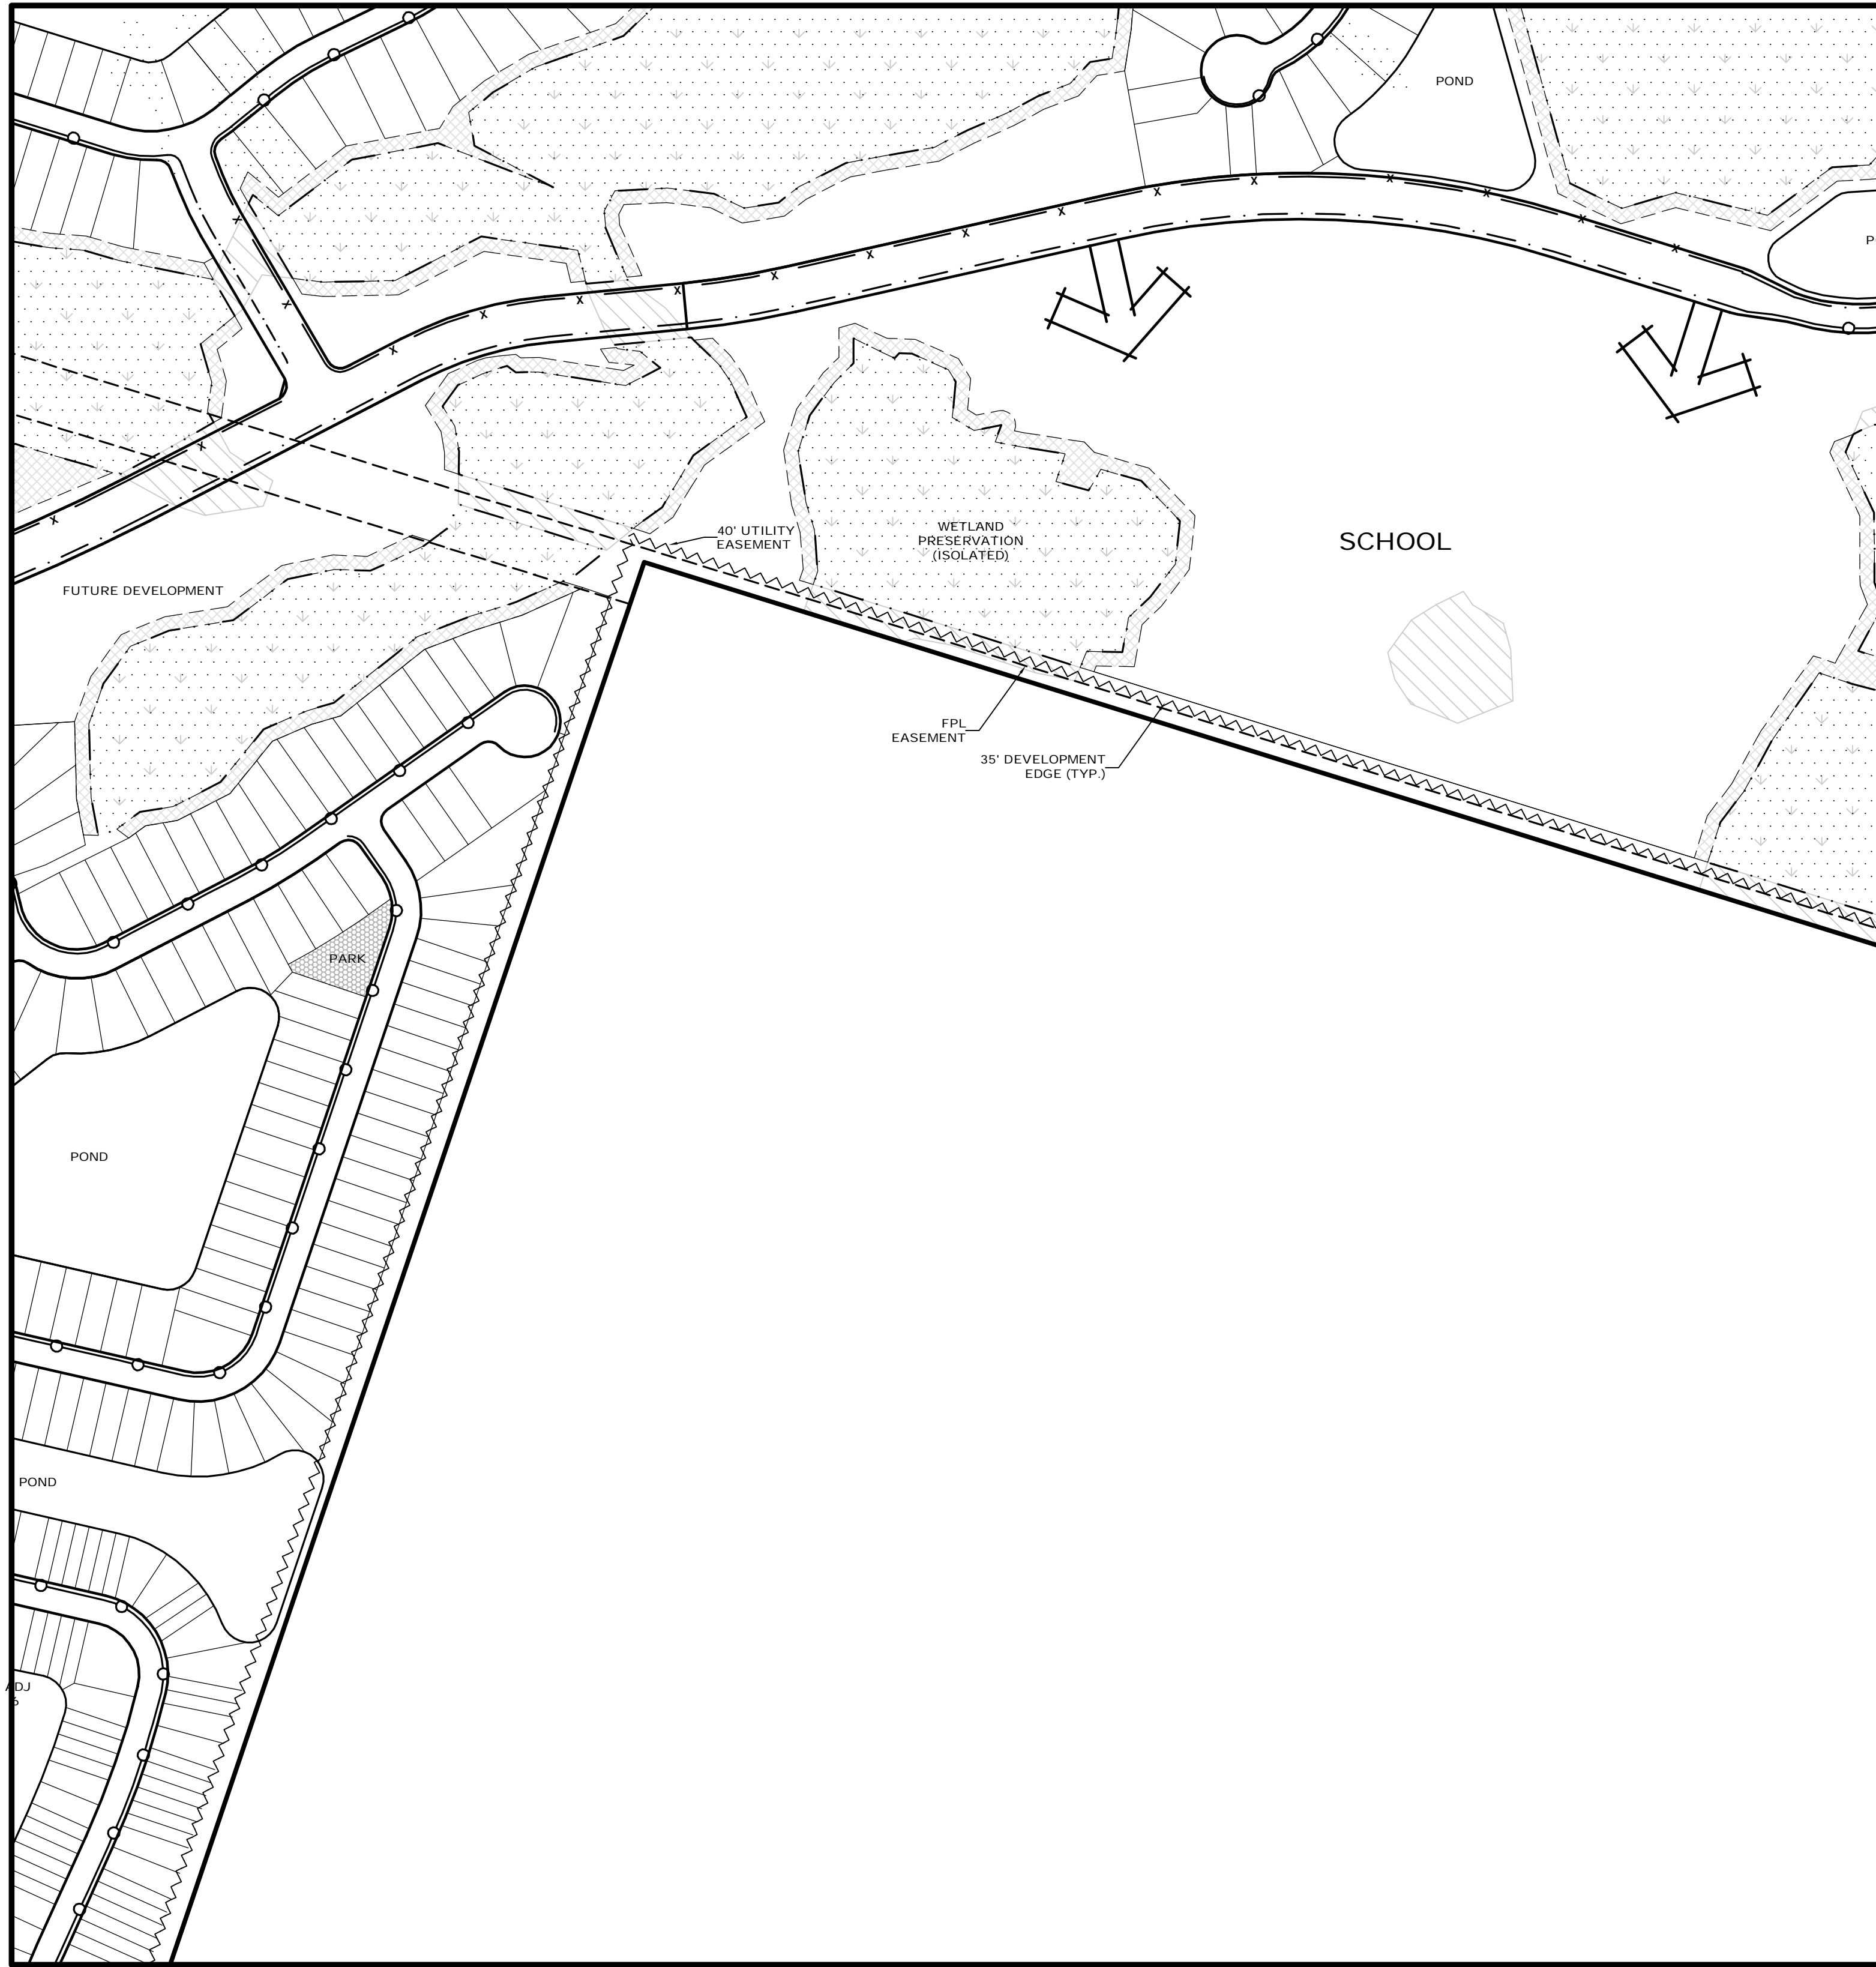 POND
P
40' UTILITY
EASEMENT
WETLAND
PRESERVATION
(ISOLATED)
SCHOOL
FUTURE DEVELOPMENT
FPL
EASEMENT
35' DEVELOPMENT
EDGE (TYP.)
PARK
POND
POND
ADJ